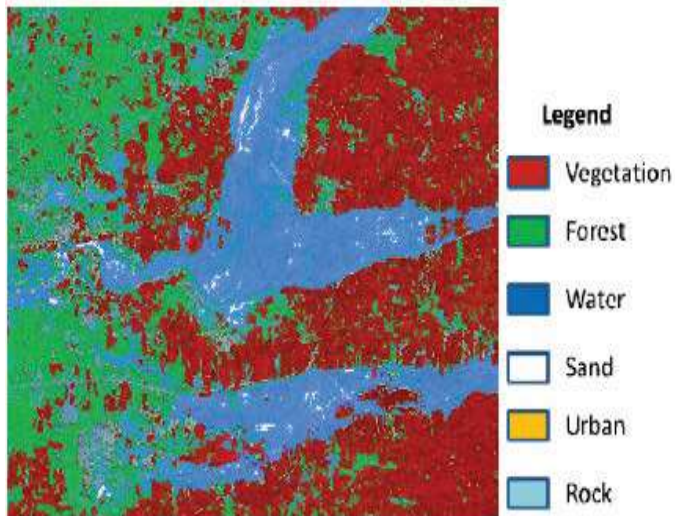 Legend
Vegetation
Forest
Water
Sand
Urban
Rock